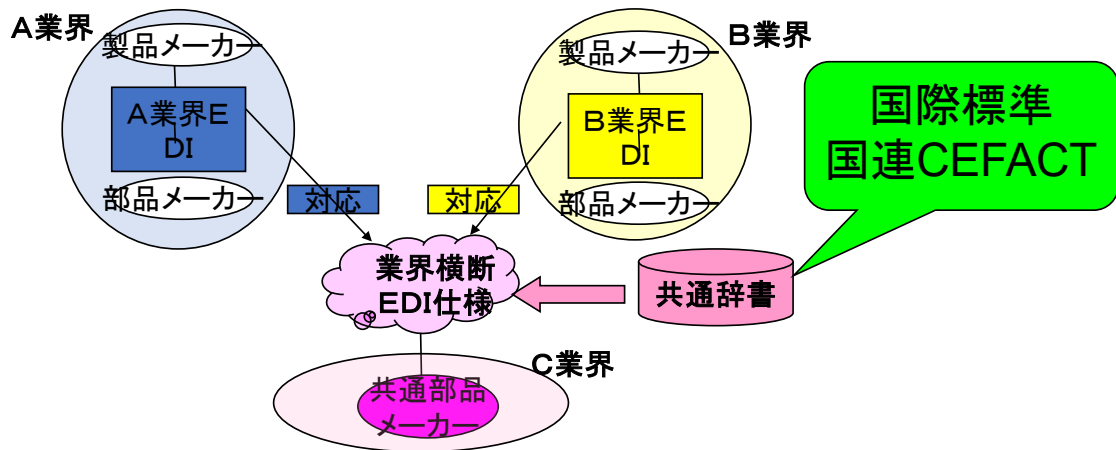 A業界
製品メーカー
A業界E
DI
部品メーカー
対応
B業界
製品メーカー
B業界E
DI
部品メーカー
対応
国際標準
国連CEFACT
業界横断
EDI仕様
共通辞書
C業界
共通部品
メーカー